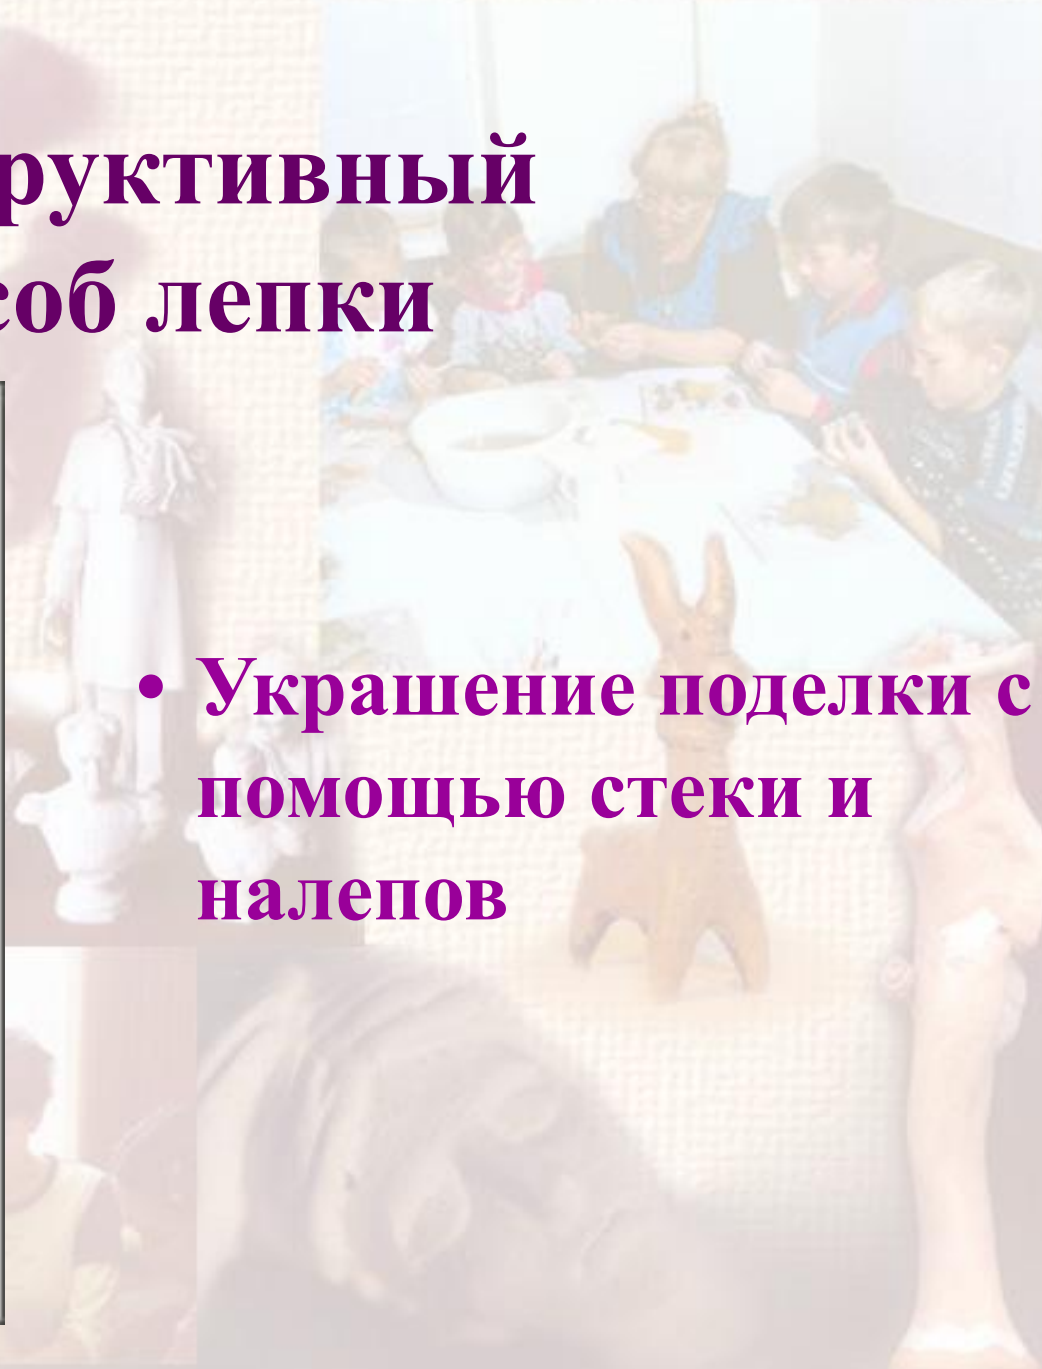 руктивный
соб лепки
• Украшение поделки с
помощью стеки и
налепов